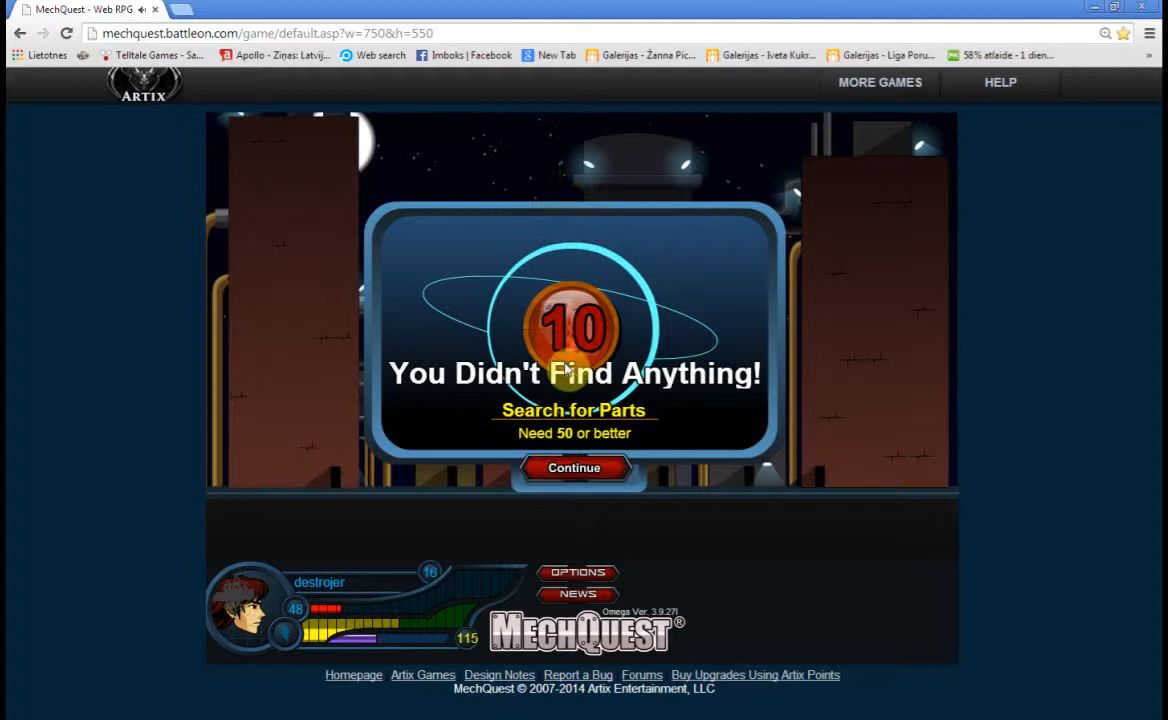 MechQuest - Web RPG
mechquest.battleon.com/game/default.asp?w=750&h=550
Lietotnes
Telltale Games - Sa...
Apollo - Ziņas: Latvij...
Web search
Imboks | Facebook
New Tab
Galerijas - Žanna Pic...
Galerijas - Iveta Kukr...
Galerijas - Liga Poru...
58% atlaide - 1 dien...
»
ARTIX
MORE GAMES
HELP
10
You Didn't Find Anything!
Search for Parts
Need 50 or better
Continue
destrojer
16
48
115
OPTIONS
NEWS
Omega Ver. 3.9.27l
MECHQUEST®
Homepage Artix Games Design Notes Report a Bug Forums Buy Upgrades Using Artix Points
MechQuest © 2007-2014 Artix Entertainment, LLC